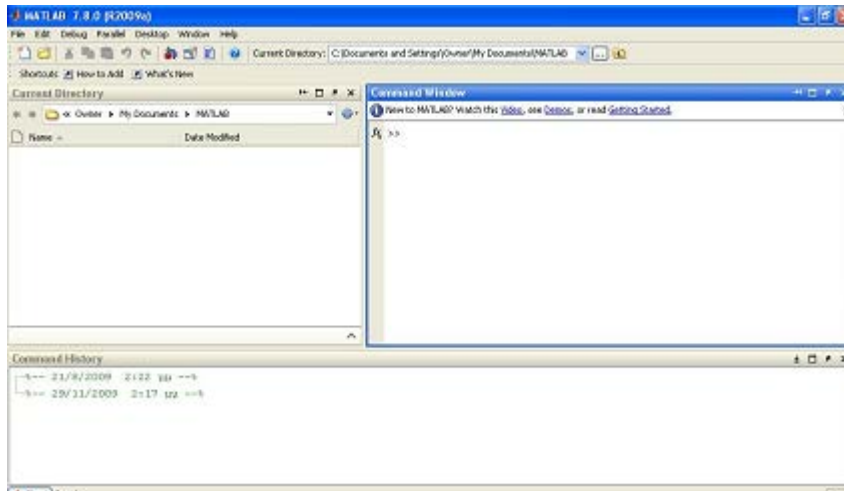 MATLAB 7.8.0 (R2009a)
File Edit Debug Parallel Desktop Window Help
Current Directory: C:\Documents and Settings\Owner\My Documents\MATLAB
Shortcuts How to Add What's New
Current Directory
« Owner ▸ My Documents ▸ MATLAB
Name Date Modified
Command Window
New to MATLAB? Watch this Video, see Demos, or read Getting Started.
fx >>
Command History
%-- 21/8/2009 2:22 μμ --%
%-- 29/11/2009 2:17 μμ --%